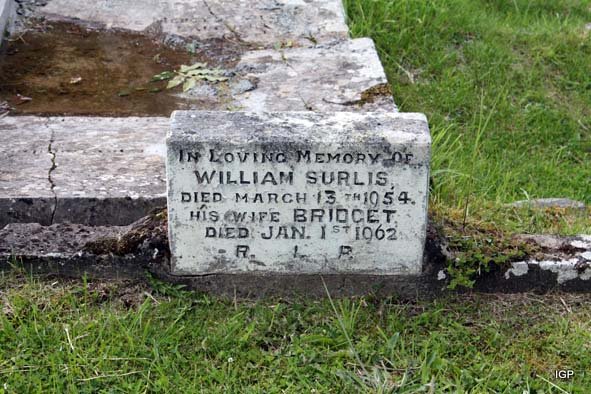 IN LOVING MEMORY OF
WILLIAM SURLIS,
DIED MARCH 13TH 1954.
HIS WIFE BRIDGET,
DIED JAN. 1ST 1962
R. I. P.
IGP